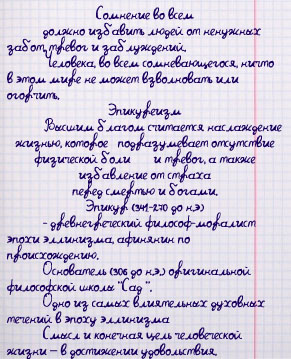 Сомнение во всем
должно избавить людей от ненужных
забот, тревог и заблуждений.
Человека, во всем сомневающегося, ничто
в этом мире не может взволновать или
огорчить.
Эпикуреизм
Высшим благом считается наслаждение
жизнью, которое подразумевает отсутствие
физической боли и тревог, а также
избавление от страха
перед смертью и богами.
Эпикур (341-270 до н.э)
- древнегреческий философ-моралист
эпохи эллинизма, афинянин по
происхождению.
Основатель (306 до н.э.) оригинальной
философской школы "Сад".
Одно из самых влиятельных духовных
течений в эпоху эллинизма
Смысл и конечная цель человеческой
жизни – в достижении удовольствия.